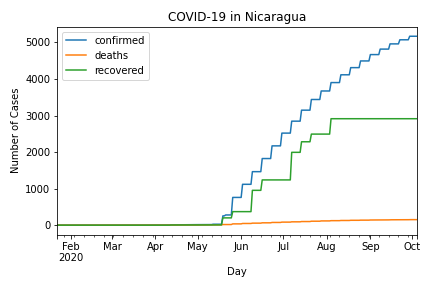 COVID-19 in Nicaragua
confirmed
deaths
recovered
Number of Cases
5000
4000
3000
2000
1000
0
Feb Mar Apr May Jun Jul Aug Sep Oct
2020
Day